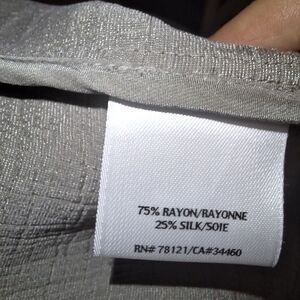 75% RAYON/RAYONNE
25% SILK/SOIE
RN# 78121/CA#34460